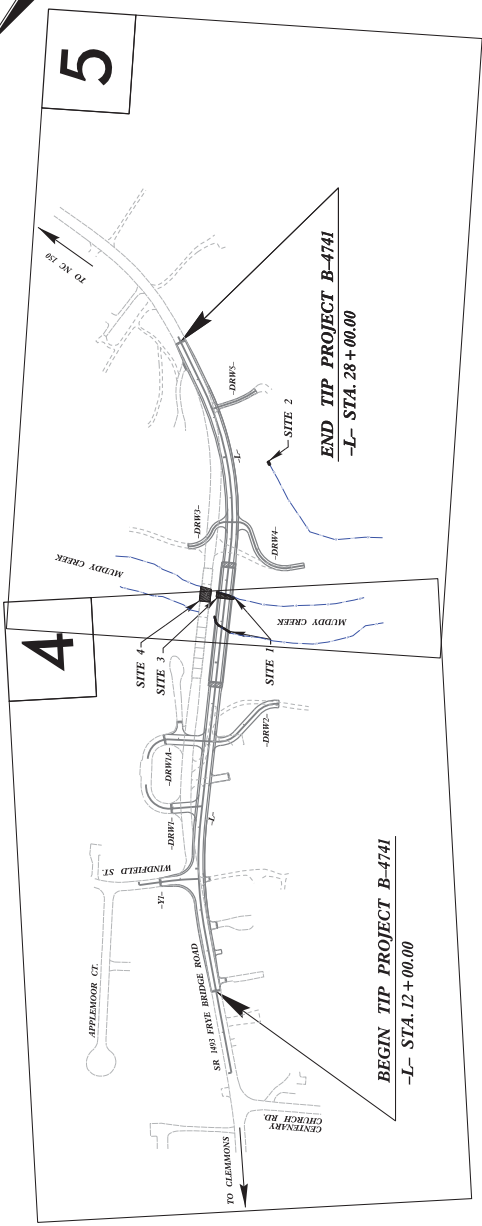 5
TO NC 150
END TIP PROJECT B-4741
-L- STA. 28+00.00
-DRW5-
SITE 2
-L-
-DRW3-
-DRW4-
MUDDY CREEK
MUDDY CREEK
4
SITE 4
SITE 3
SITE 1
-DRW2-
-DRW1A-
-DRW1-
-L-
WINDFIELD ST.
-Y1-
APPLEMOOR CT.
SR 1493 FRYE BRIDGE ROAD
BEGIN TIP PROJECT B-4741
-L- STA. 12+00.00
CENTENARY
CHURCH RD.
TO CLEMMONS